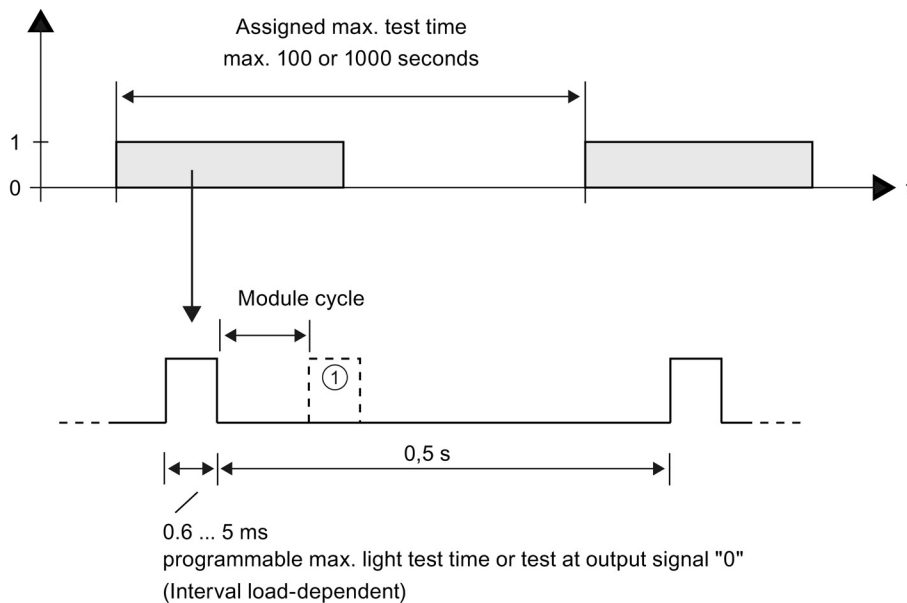 Assigned max. test time
max. 100 or 1000 seconds
1
0
Module cycle
1
0,5 s
0.6 ... 5 ms
programmable max. light test time or test at output signal "0"
(Interval load-dependent)